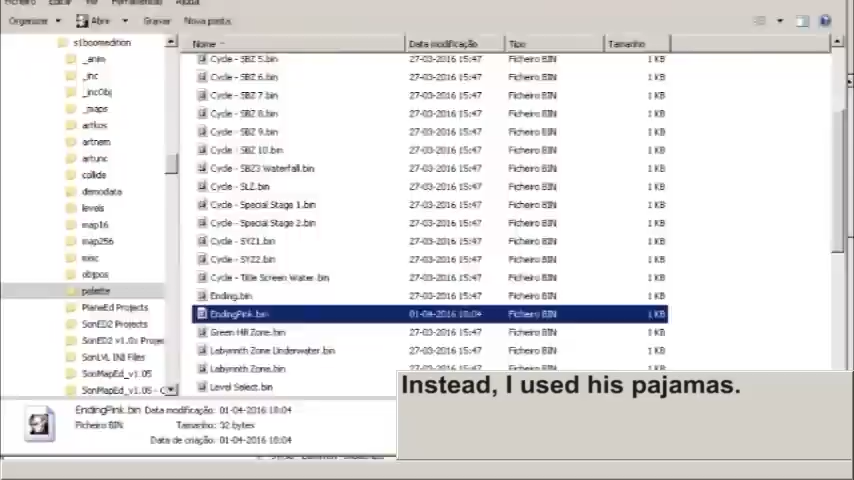 Ficheiro Editar Ver Ferramentas Ajuda
Organizar Abrir Gravar Nova pasta
s1boomedition
_anim
_inc
_incObj
_maps
artkos
artnem
artunc
collide
demodata
levels
map16
map256
misc
objpos
palette
PlaneEd Projects
SonED2 Projects
SonED2 v1.0x Projec
SonLVL INI Files
SonMapEd_v1.05
SonMapEd_v1.05 - C
Nome Data modificação Tipo Tamanho
Cycle - SBZ 5.bin 27-03-2016 15:47 Ficheiro BIN 1 KB
Cycle - SBZ 6.bin 27-03-2016 15:47 Ficheiro BIN 1 KB
Cycle - SBZ 7.bin 27-03-2016 15:47 Ficheiro BIN 1 KB
Cycle - SBZ 8.bin 27-03-2016 15:47 Ficheiro BIN 1 KB
Cycle - SBZ 9.bin 27-03-2016 15:47 Ficheiro BIN 1 KB
Cycle - SBZ 10.bin 27-03-2016 15:47 Ficheiro BIN 1 KB
Cycle - SBZ3 Waterfall.bin 27-03-2016 15:47 Ficheiro BIN 1 KB
Cycle - SLZ.bin 27-03-2016 15:47 Ficheiro BIN 1 KB
Cycle - Special Stage 1.bin 27-03-2016 15:47 Ficheiro BIN 1 KB
Cycle - Special Stage 2.bin 27-03-2016 15:47 Ficheiro BIN 1 KB
Cycle - SYZ1.bin 27-03-2016 15:47 Ficheiro BIN 1 KB
Cycle - SYZ2.bin 27-03-2016 15:47 Ficheiro BIN 1 KB
Cycle - Title Screen Water.bin 27-03-2016 15:47 Ficheiro BIN 1 KB
Ending.bin 27-03-2016 15:47 Ficheiro BIN 1 KB
EndingPink.bin 01-04-2016 18:04 Ficheiro BIN 1 KB
Green Hill Zone.bin 27-03-2016 15:47 Ficheiro BIN 1 KB
Labyrinth Zone Underwater.bin 27-03-2016 15:47 Ficheiro BIN 1 KB
Labyrinth Zone.bin 27-03-2016 15:47 Ficheiro BIN 1 KB
Level Select.bin
Instead, I used his pajamas.
EndingPink.bin Data modificação: 01-04-2016 18:04
Ficheiro BIN Tamanho: 32 bytes
Data de criação: 01-04-2016 18:04